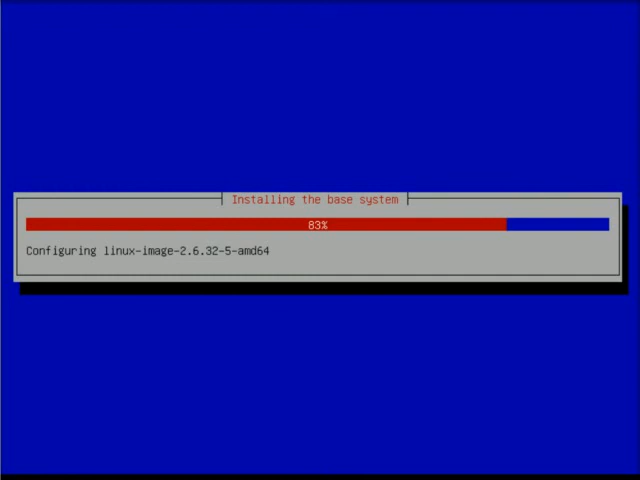 Installing the base system
83%
Configuring linux-image-2.6.32-5-amd64